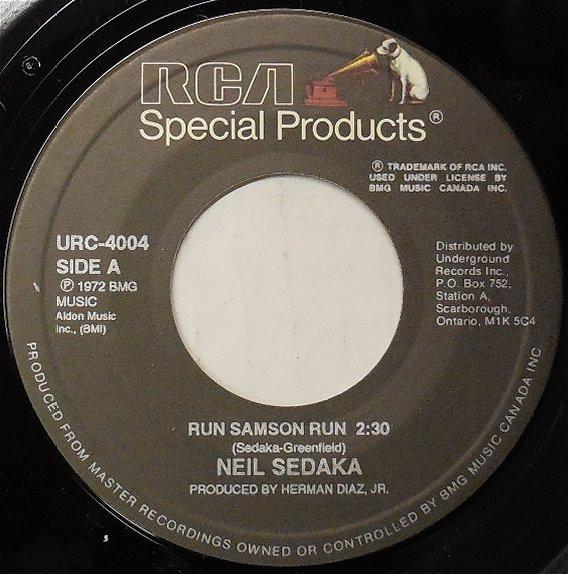 RCA
Special Products®
® TRADEMARK OF RCA INC.
USED UNDER LICENSE BY
BMG MUSIC CANADA INC.
URC-4004
SIDE A
℗ 1972 BMG
MUSIC
Aldon Music
Inc., (BMI)
Distributed by
Underground
Records Inc.,
P.O. Box 752,
Station A,
Scarborough,
Ontario, M1K 5C4
RUN SAMSON RUN 2:30
(Sedaka-Greenfield)
NEIL SEDAKA
PRODUCED BY HERMAN DIAZ, JR.
PRODUCED FROM MASTER RECORDINGS OWNED OR CONTROLLED BY BMG MUSIC CANADA INC